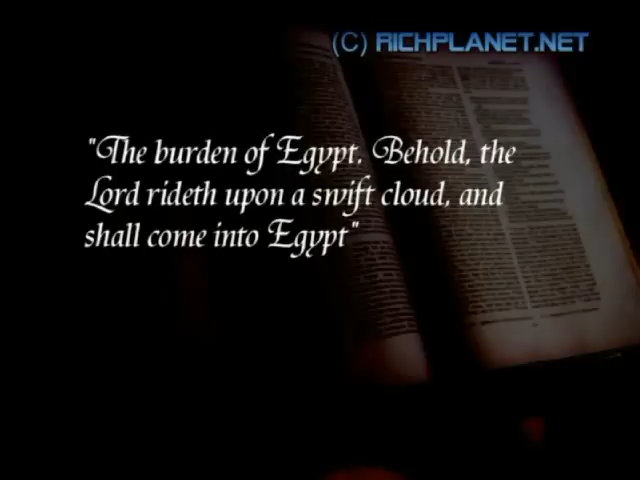 (C) RICHPLANET.NET
"The burden of Egypt. Behold, the
Lord rideth upon a swift cloud, and
shall come into Egypt"